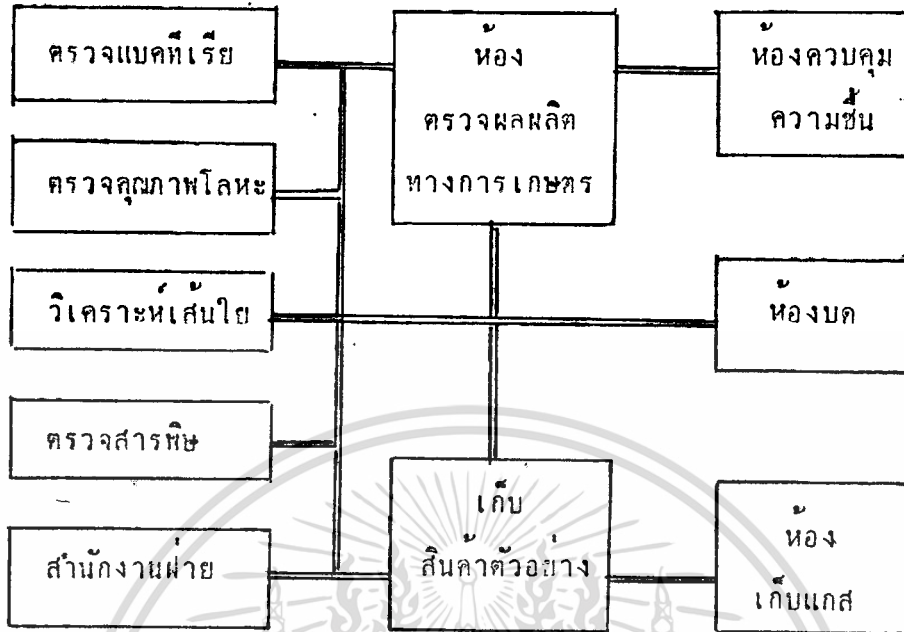 ตรวจแบคทีเรีย
ห้อง
ตรวจผลผลิต
ทางการเกษตร
ห้องควบคุม
ความชื้น
ตรวจคุณภาพโลหะ
วิเคราะห์เส้นใย
ห้องบด
ตรวจสารพิษ
เก็บ
สินค้าตัวอย่าง
ห้อง
เก็บแกส
สำนักงานฝ่าย